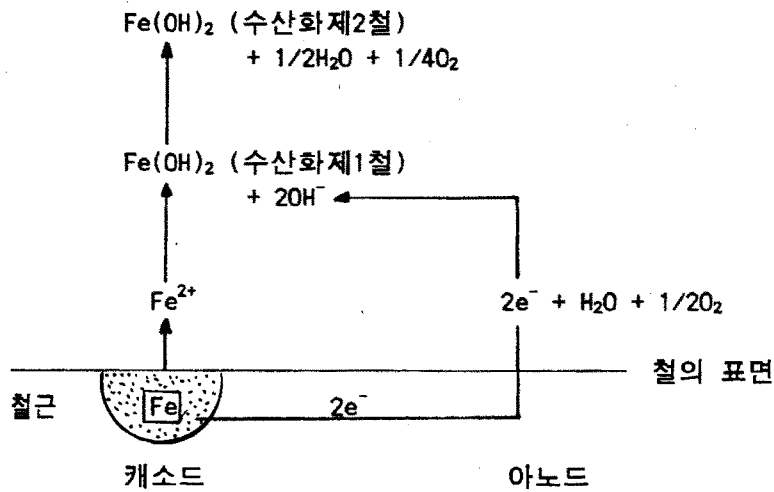 Fe(OH)₂ (수산화제2철)
+ 1/2H₂O + 1/4O₂
Fe(OH)₂ (수산화제1철)
+ 2OH⁻
Fe²⁺
2e⁻ + H₂O + 1/2O₂
철의 표면
철근
Fe
2e⁻
캐소드
아노드